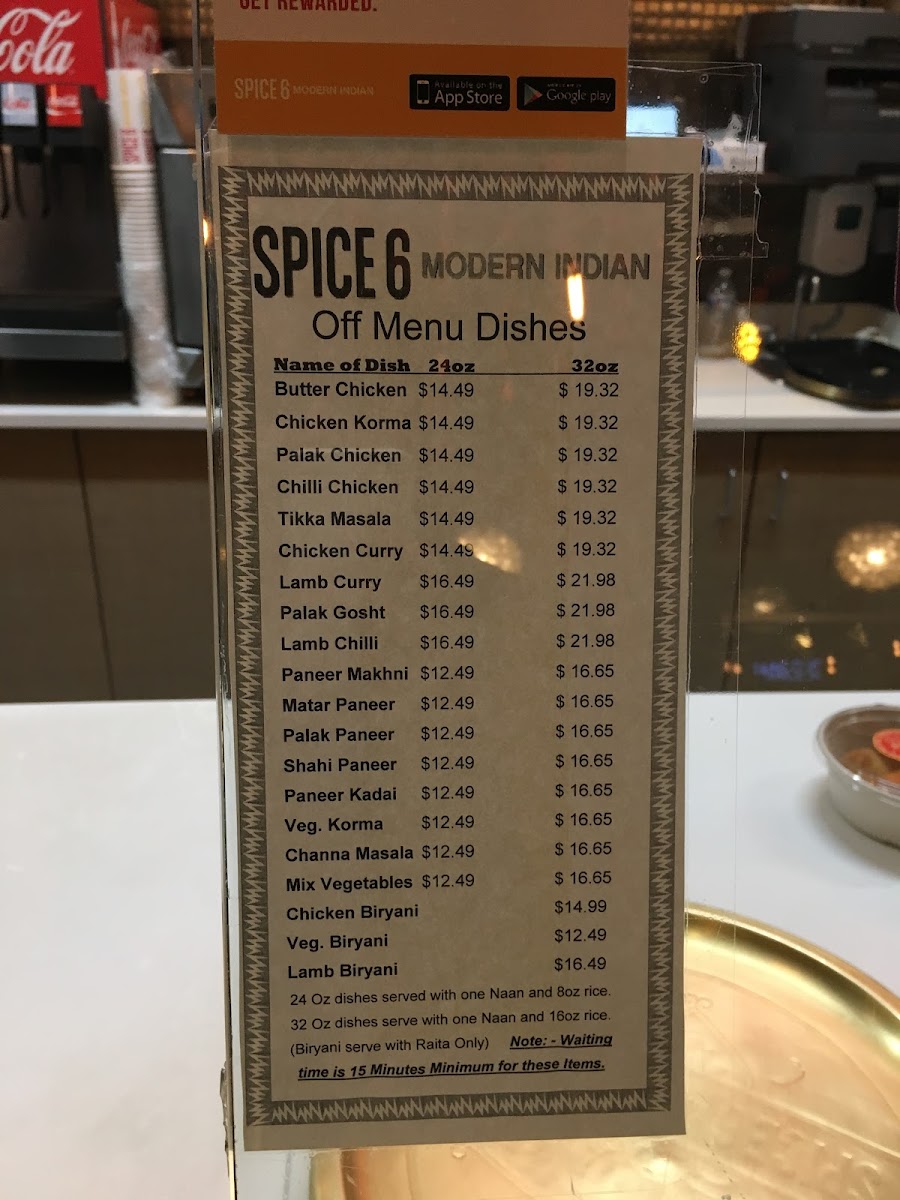 GET REWARDED.
Cola
SPICE 6 MODERN INDIAN
Available on the
App Store
Google play
SPICE 6 MODERN INDIAN
Off Menu Dishes
Name of Dish 24oz 32oz
Butter Chicken $14.49 $ 19.32
Chicken Korma $14.49 $ 19.32
Palak Chicken $14.49 $ 19.32
Chilli Chicken $14.49 $ 19.32
Tikka Masala $14.49 $ 19.32
Chicken Curry $14.49 $ 19.32
Lamb Curry $16.49 $ 21.98
Palak Gosht $16.49 $ 21.98
Lamb Chilli $16.49 $ 21.98
Paneer Makhni $12.49 $ 16.65
Matar Paneer $12.49 $ 16.65
Palak Paneer $12.49 $ 16.65
Shahi Paneer $12.49 $ 16.65
Paneer Kadai $12.49 $ 16.65
Veg. Korma $12.49 $ 16.65
Channa Masala $12.49 $ 16.65
Mix Vegetables $12.49 $ 16.65
Chicken Biryani $14.99
Veg. Biryani $12.49
Lamb Biryani $16.49
24 Oz dishes served with one Naan and 8oz rice.
32 Oz dishes serve with one Naan and 16oz rice.
(Biryani serve with Raita Only) Note: - Waiting
time is 15 Minutes Minimum for these Items.